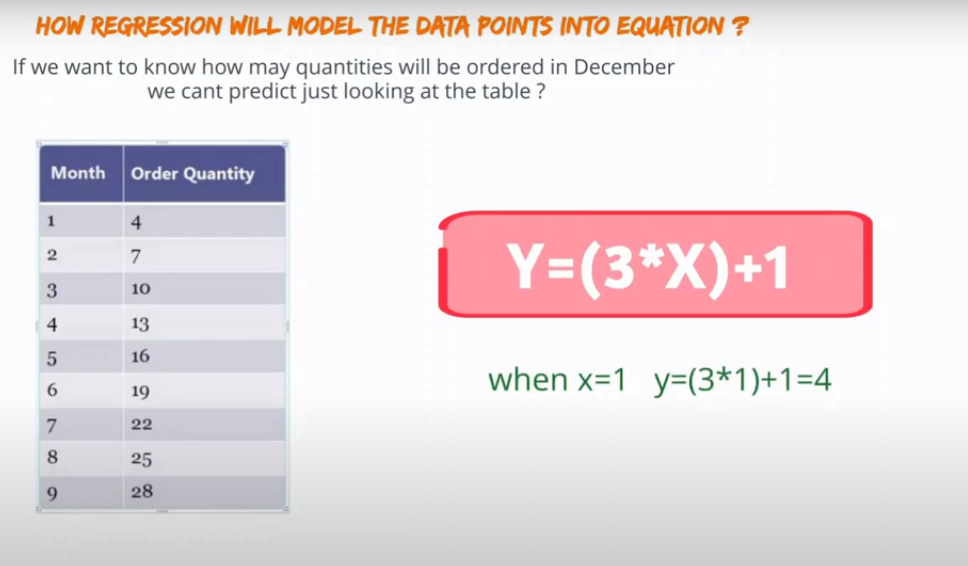 HOW REGRESSION WILL MODEL THE DATA POINTS INTO EQUATION ?
If we want to know how may quantities will be ordered in December
we cant predict just looking at the table ?
Month Order Quantity
1 4
2 7
3 10
4 13
5 16
6 19
7 22
8 25
9 28
Y=(3*X)+1
when x=1 y=(3*1)+1=4